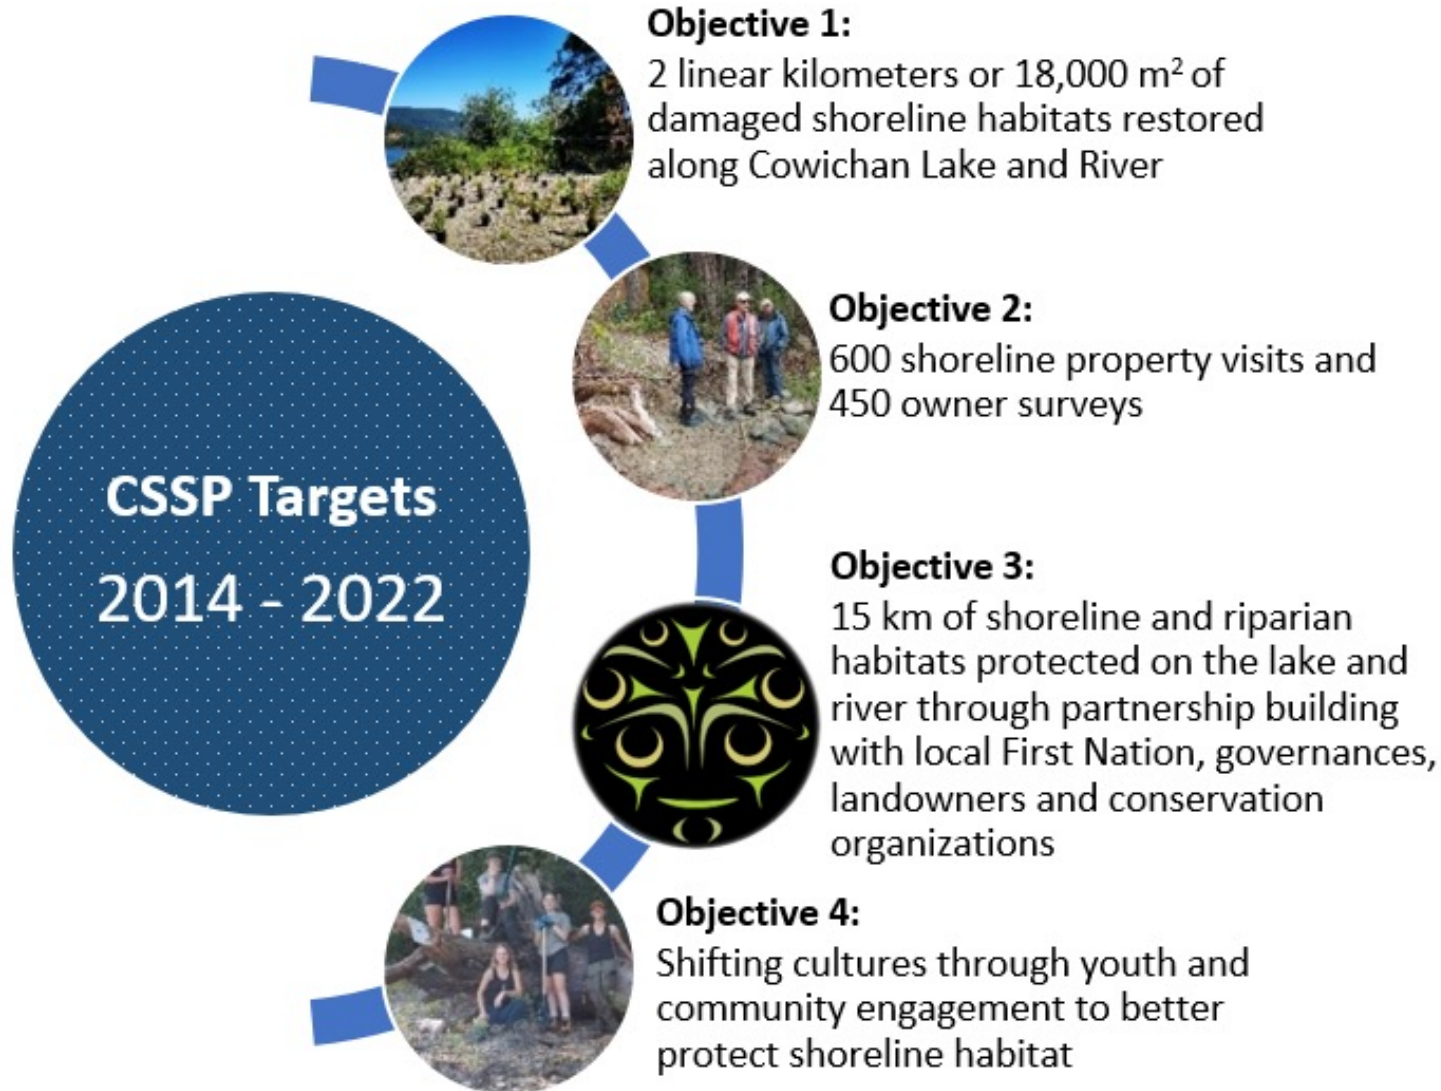 CSSP Targets
2014 - 2022
Objective 1:
2 linear kilometers or 18,000 m² of
damaged shoreline habitats restored
along Cowichan Lake and River
Objective 2:
600 shoreline property visits and
450 owner surveys
Objective 3:
15 km of shoreline and riparian
habitats protected on the lake and
river through partnership building
with local First Nation, governances,
landowners and conservation
organizations
Objective 4:
Shifting cultures through youth and
community engagement to better
protect shoreline habitat